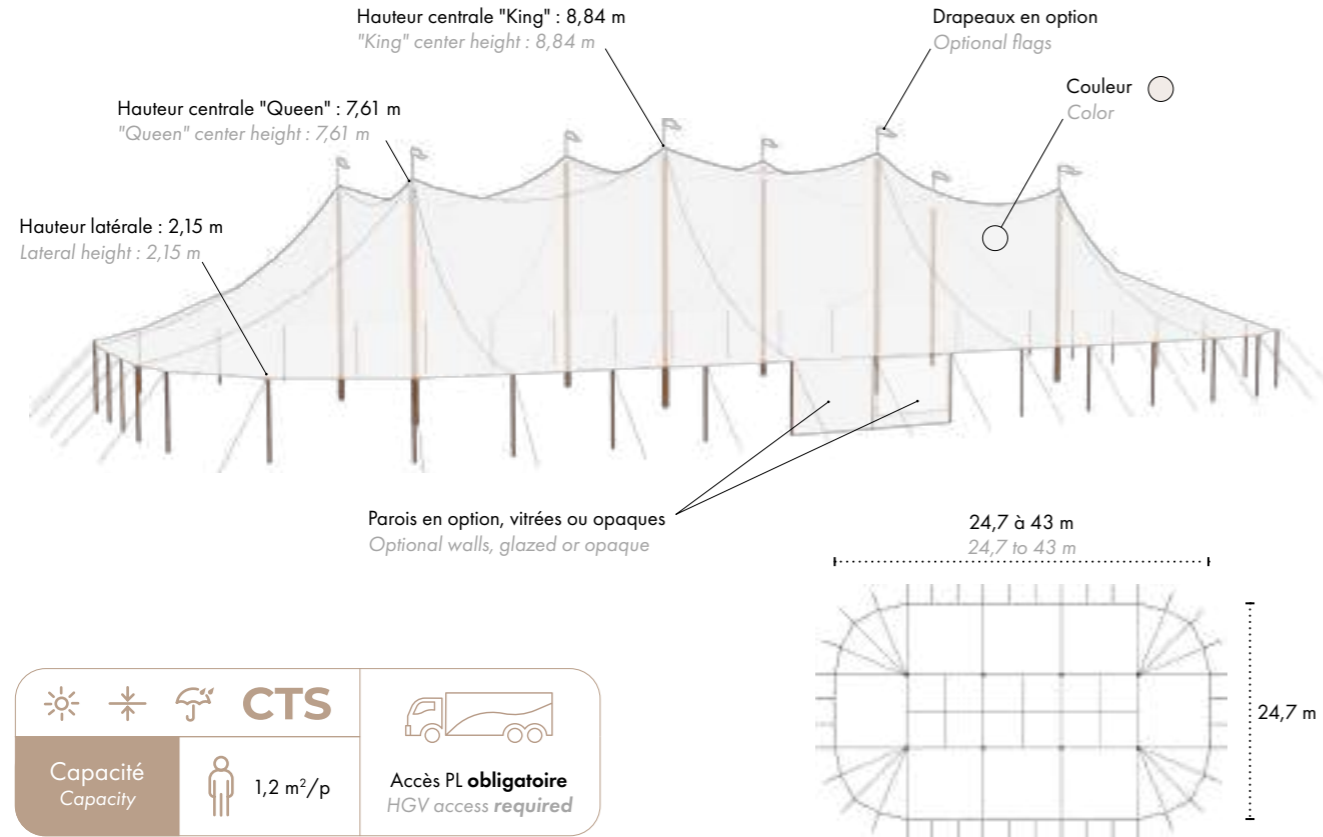 Hauteur centrale "King" : 8,84 m
"King" center height : 8,84 m
Drapeaux en option
Optional flags
Couleur
Color
Hauteur centrale "Queen" : 7,61 m
"Queen" center height : 7,61 m
Hauteur latérale : 2,15 m
Lateral height : 2,15 m
Parois en option, vitrées ou opaques
Optional walls, glazed or opaque
24,7 à 43 m
24,7 to 43 m
24,7 m
CTS
Capacité
Capacity
1,2 m²/p
Accès PL obligatoire
HGV access required